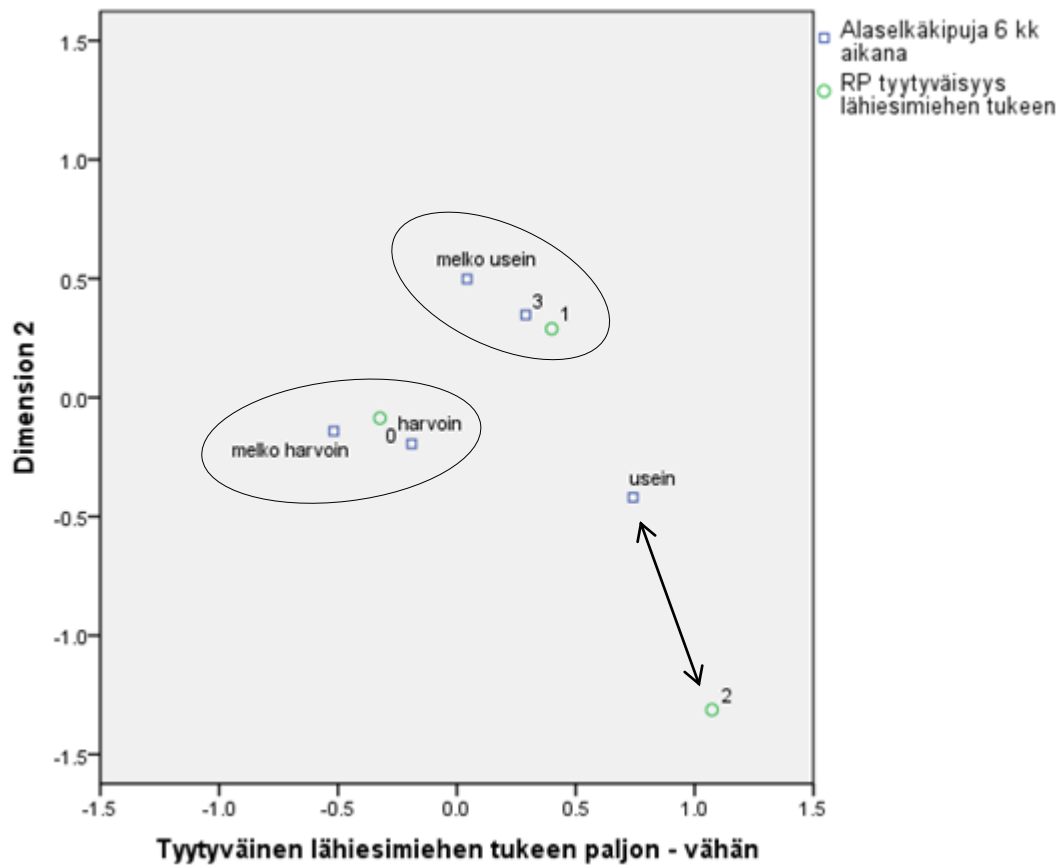 Alaselkäkipuja 6 kk
aikana
RP tyytyväisyys
lähiesimiehen tukeen
1.5
1.0
0.5
0.0
-0.5
-1.0
-1.5
Dimension 2
melko usein
3
1
harvoin
0
melko harvoin
usein
2
-1.5
-1.0
-0.5
0.0
0.5
1.0
1.5
Tyytyväinen lähiesimiehen tukeen paljon - vähän